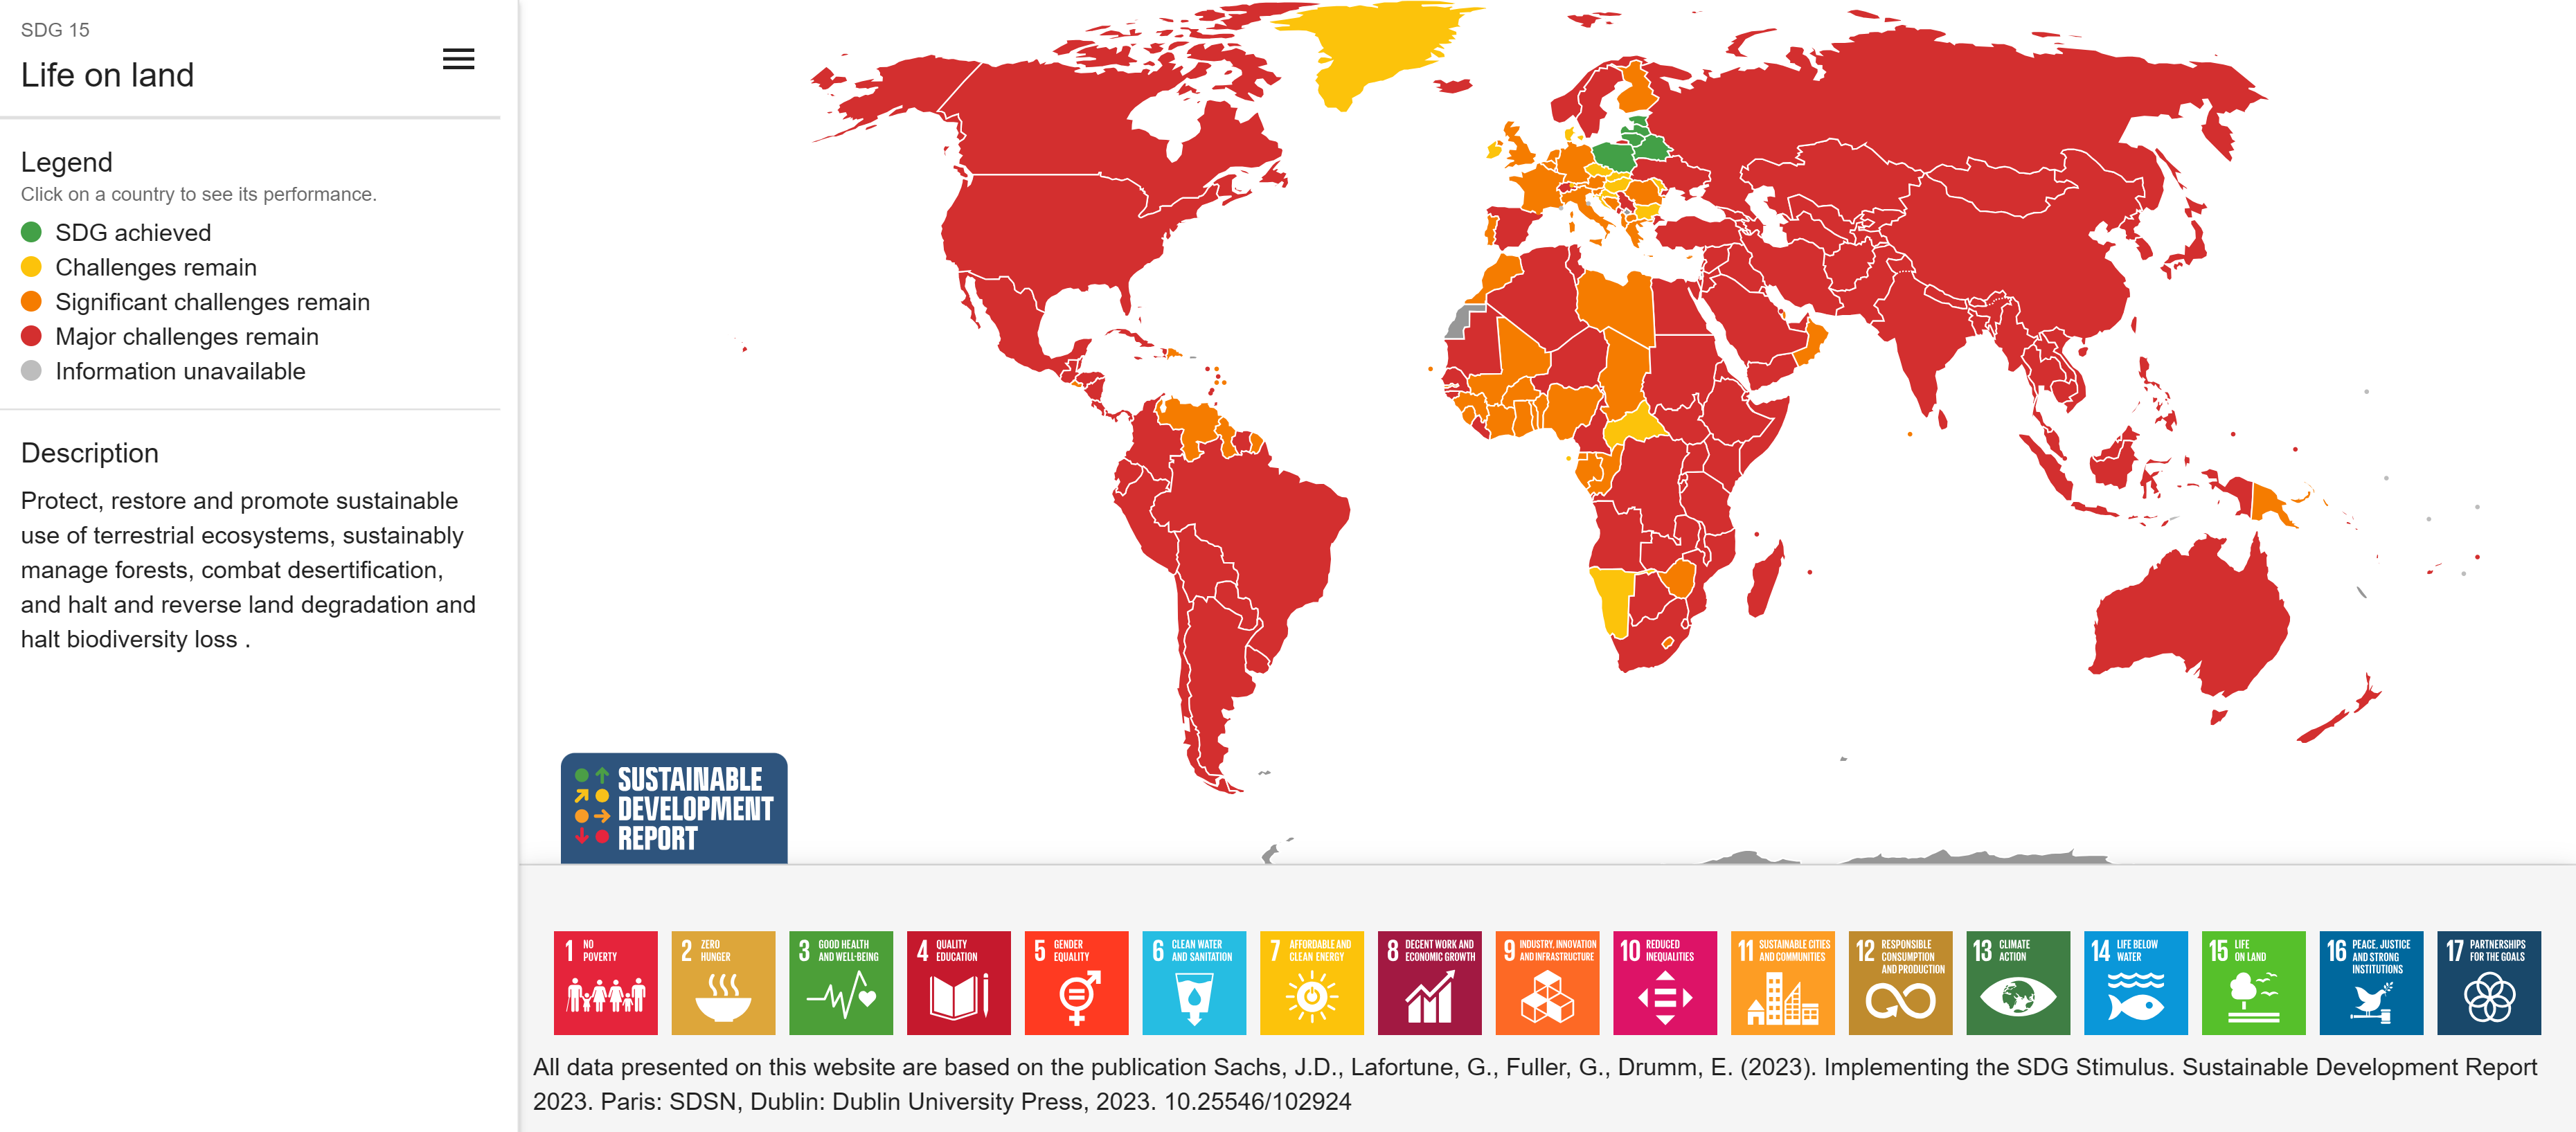 SDG 15
Life on land
Legend
Click on a country to see its performance.
SDG achieved
Challenges remain
Significant challenges remain
Major challenges remain
Information unavailable
Description
Protect, restore and promote sustainable
use of terrestrial ecosystems, sustainably
manage forests, combat desertification,
and halt and reverse land degradation and
halt biodiversity loss .
SUSTAINABLE
DEVELOPMENT
REPORT
1 NO
POVERTY
2 ZERO
HUNGER
3 GOOD HEALTH
AND WELL-BEING
4 QUALITY
EDUCATION
5 GENDER
EQUALITY
6 CLEAN WATER
AND SANITATION
7 AFFORDABLE AND
CLEAN ENERGY
8 DECENT WORK AND
ECONOMIC GROWTH
9 INDUSTRY, INNOVATION
AND INFRASTRUCTURE
10 REDUCED
INEQUALITIES
11 SUSTAINABLE CITIES
AND COMMUNITIES
12 RESPONSIBLE
CONSUMPTION
AND PRODUCTION
13 CLIMATE
ACTION
14 LIFE BELOW
WATER
15 LIFE
ON LAND
16 PEACE, JUSTICE
AND STRONG
INSTITUTIONS
17 PARTNERSHIPS
FOR THE GOALS
All data presented on this website are based on the publication Sachs, J.D., Lafortune, G., Fuller, G., Drumm, E. (2023). Implementing the SDG Stimulus. Sustainable Development Report
2023. Paris: SDSN, Dublin: Dublin University Press, 2023. 10.25546/102924